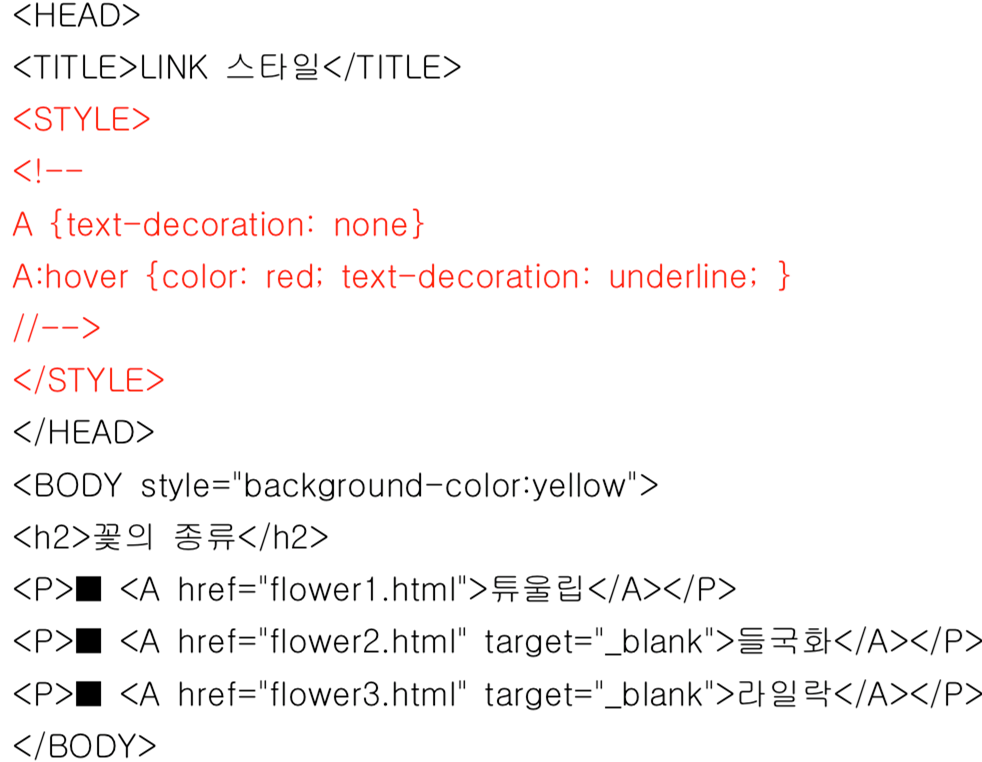 <HEAD>
<TITLE>LINK 스타일</TITLE>
<STYLE>
<!--
A {text-decoration: none}
A:hover {color: red; text-decoration: underline; }
//-->
</STYLE>
</HEAD>
<BODY style="background-color:yellow">
<h2>꽃의 종류</h2>
<P>■ <A href="flower1.html">튜울립</A></P>
<P>■ <A href="flower2.html" target="_blank">들국화</A></P>
<P>■ <A href="flower3.html" target="_blank">라일락</A></P>
</BODY>